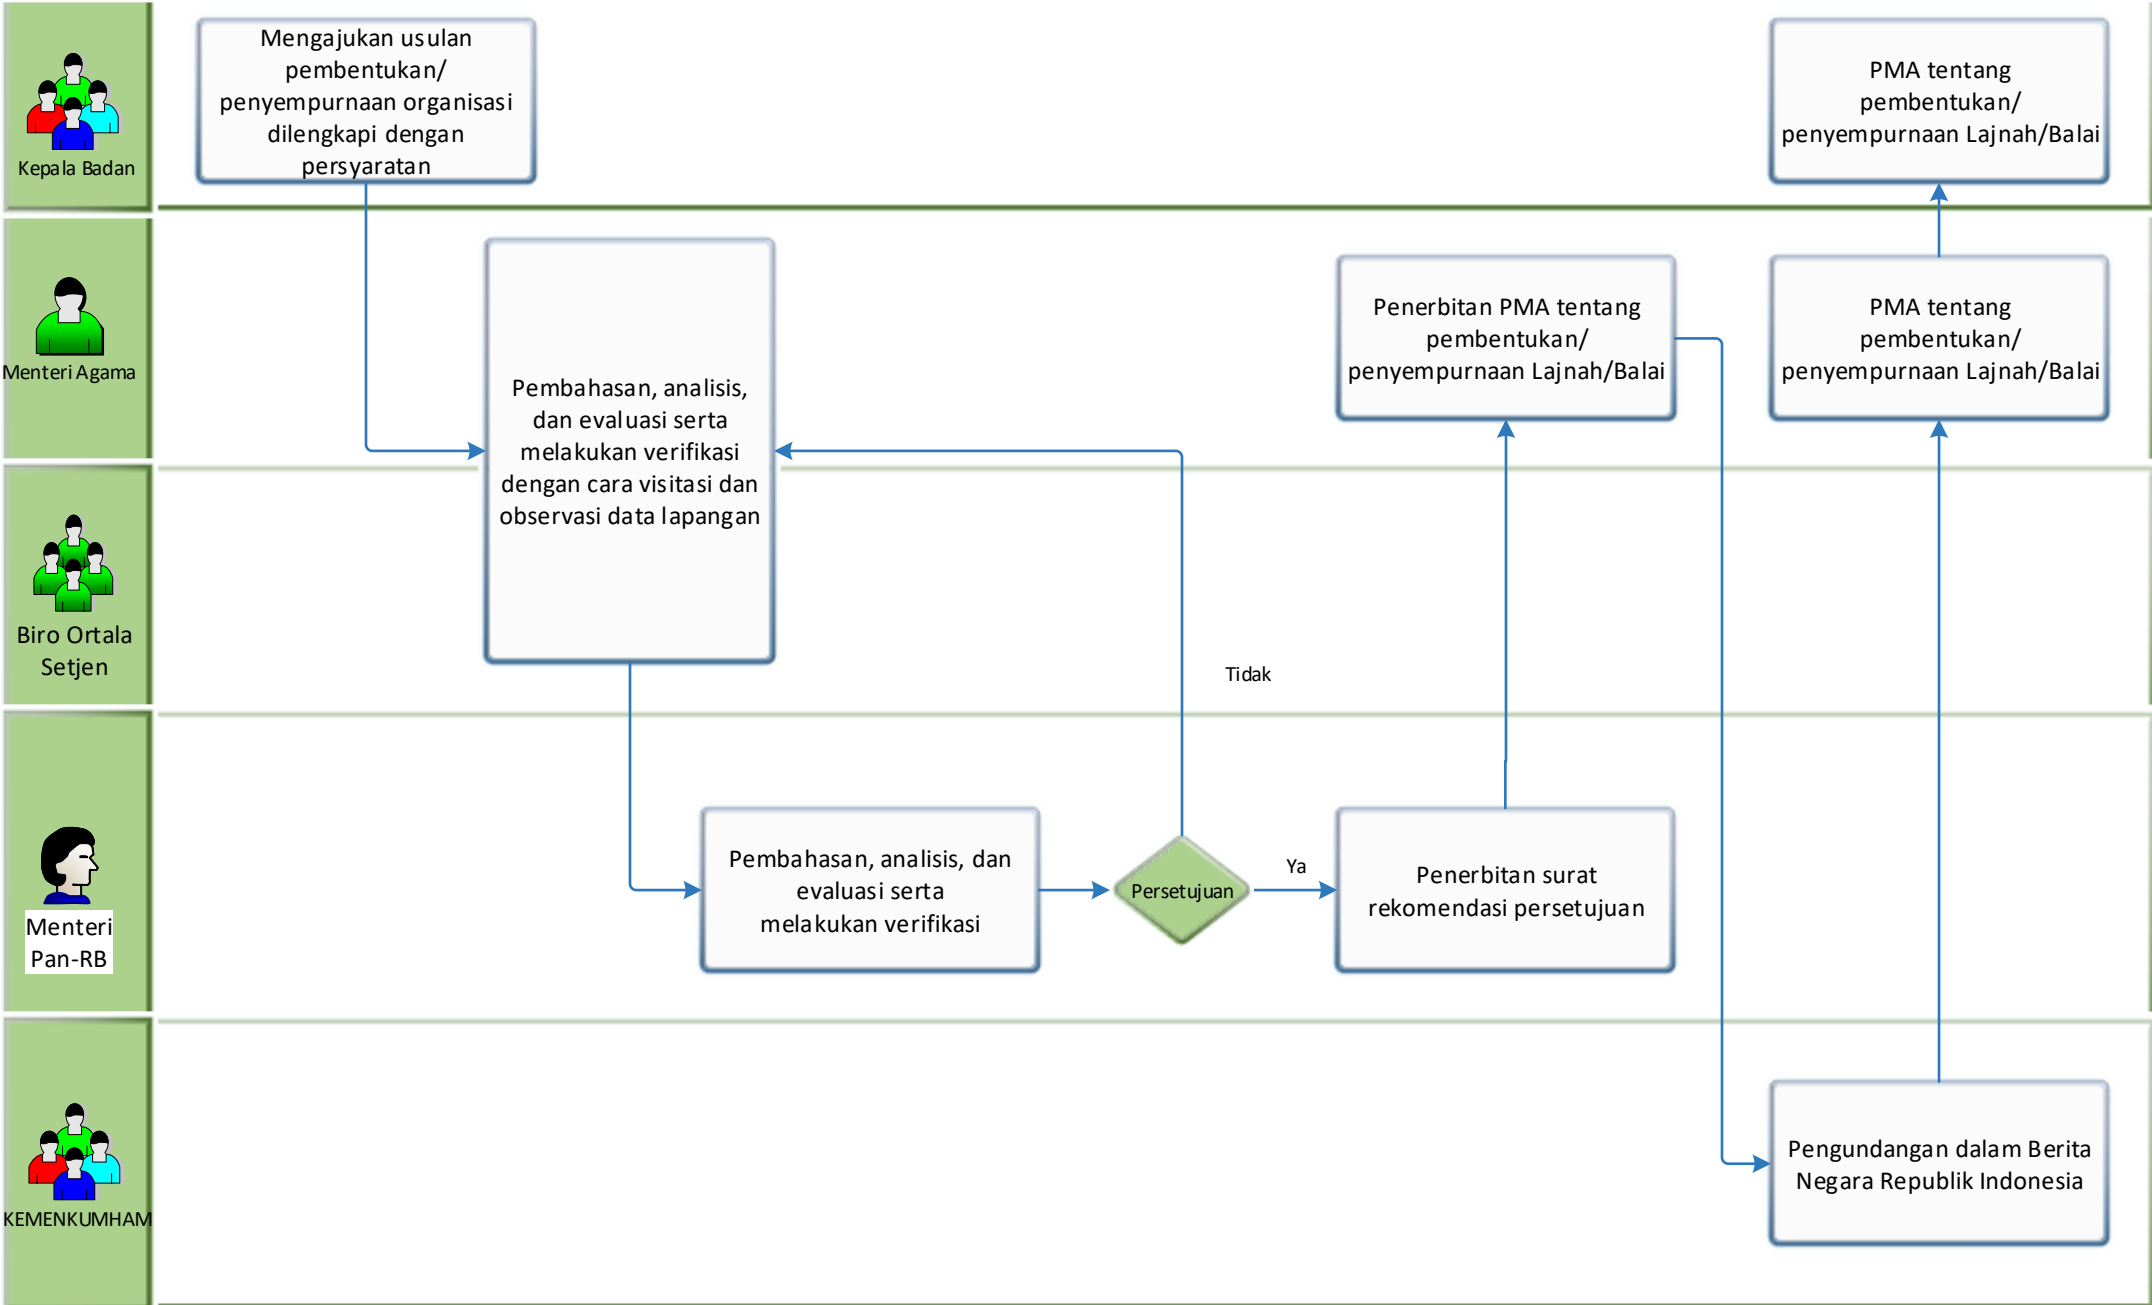 Kepala Badan
Mengajukan usulan
pembentukan/
penyempurnaan organisasi
dilengkapi dengan
persyaratan
PMA tentang
pembentukan/
penyempurnaan Lajnah/Balai
Menteri Agama
Pembahasan, analisis,
dan evaluasi serta
melakukan verifikasi
dengan cara visitasi dan
observasi data lapangan
Penerbitan PMA tentang
pembentukan/
penyempurnaan Lajnah/Balai
PMA tentang
pembentukan/
penyempurnaan Lajnah/Balai
Biro Ortala
Setjen
Tidak
Menteri
Pan-RB
Pembahasan, analisis, dan
evaluasi serta
melakukan verifikasi
Persetujuan
Ya
Penerbitan surat
rekomendasi persetujuan
KEMENKUMHAM
Pengundangan dalam Berita
Negara Republik Indonesia